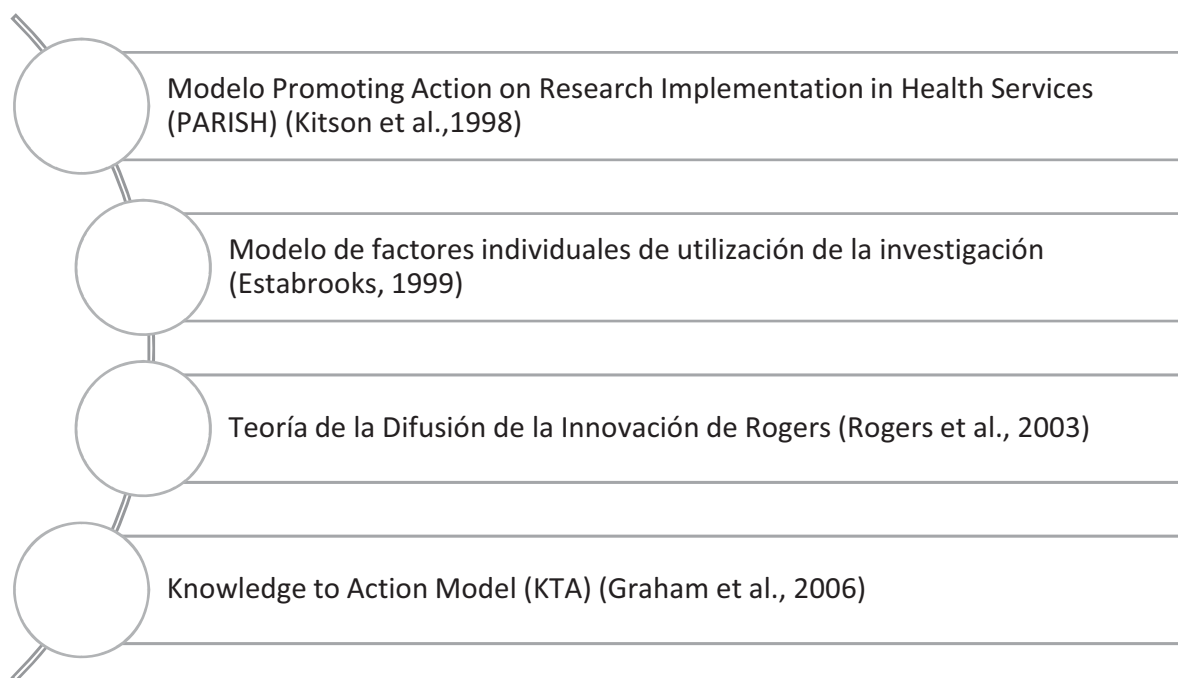 Modelo Promoting Action on Research Implementation in Health Services
(PARISH) (Kitson et al.,1998)
Modelo de factores individuales de utilización de la investigación
(Estabrooks, 1999)
Teoría de la Difusión de la Innovación de Rogers (Rogers et al., 2003)
Knowledge to Action Model (KTA) (Graham et al., 2006)